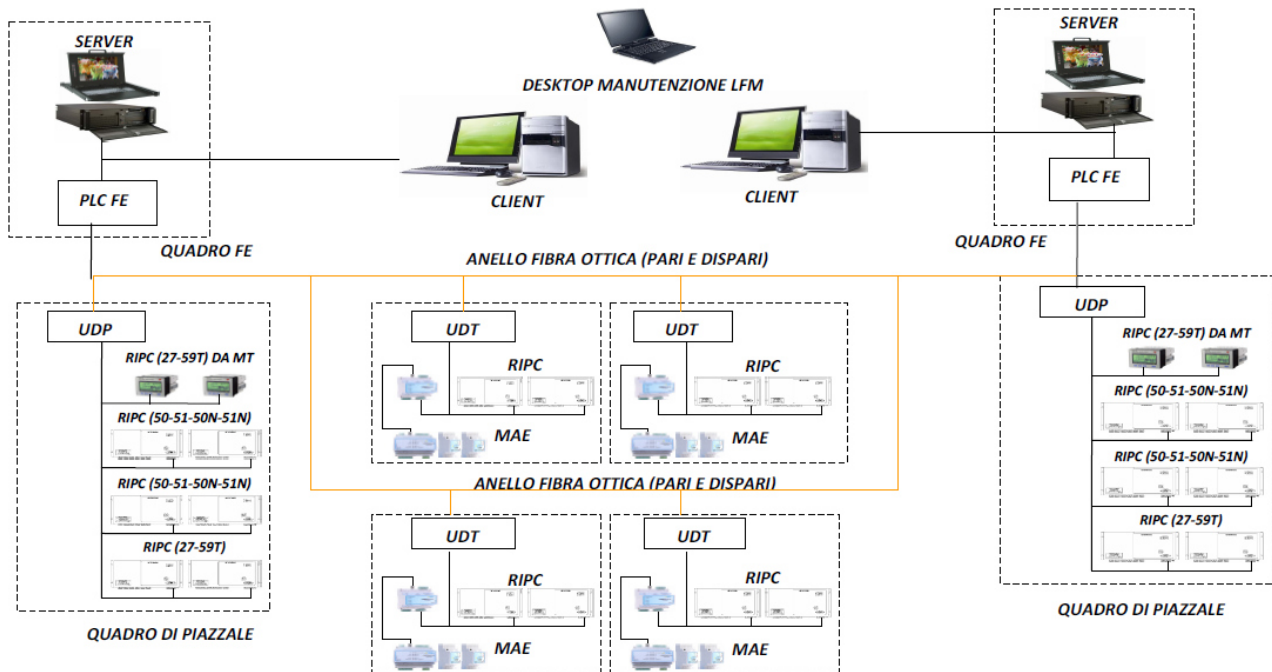 SERVER
SERVER
DESKTOP MANUTENZIONE LFM
PLC FE
CLIENT
CLIENT
PLC FE
QUADRO FE
QUADRO FE
ANELLO FIBRA OTTICA (PARI E DISPARI)
UDP
UDT
UDT
UDP
RIPC (27-59T) DA MT
RIPC
RIPC
RIPC (27-59T) DA MT
RIPC (50-51-50N-51N)
RIPC (50-51-50N-51N)
MAE
MAE
RIPC (50-51-50N-51N)
RIPC (50-51-50N-51N)
ANELLO FIBRA OTTICA (PARI E DISPARI)
RIPC (27-59T)
UDT
UDT
RIPC (27-59T)
RIPC
RIPC
QUADRO DI PIAZZALE
MAE
MAE
QUADRO DI PIAZZALE